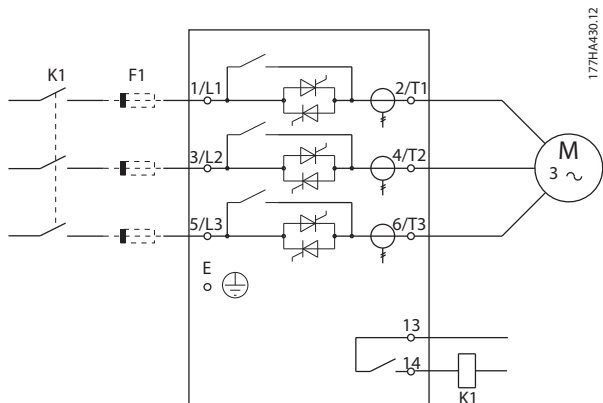 177HA430.12
K1
F1
1/L1
2/T1
3/L2
4/T2
M
3 ~
5/L3
6/T3
E
13
14
K1